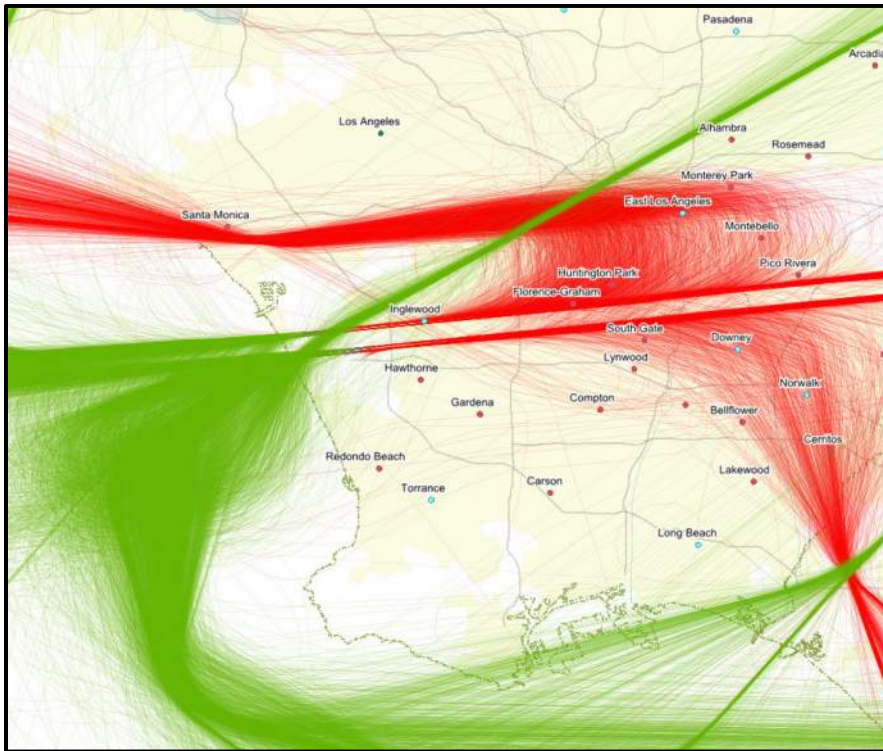 Pasadena
Arcadia
Los Angeles
Alhambra
Rosemead
Monterey Park
Santa Monica
East Los Angeles
Montebello
Pico Rivera
Huntington Park
Florence-Graham
Inglewood
South Gate
Downey
Lynwood
Hawthorne
Norwalk
Gardena
Compton
Bellflower
Cerritos
Redondo Beach
Torrance
Carson
Lakewood
Long Beach